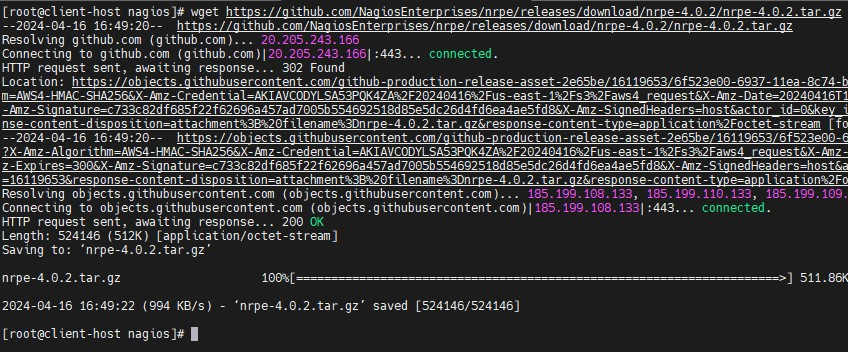 [root@client-host nagios]# wget https://github.com/NagiosEnterprises/nrpe/releases/download/nrpe-4.0.2/nrpe-4.0.2.tar.gz
--2024-04-16 16:49:20--  https://github.com/NagiosEnterprises/nrpe/releases/download/nrpe-4.0.2/nrpe-4.0.2.tar.gz
Resolving github.com (github.com)... 20.205.243.166
Connecting to github.com (github.com)|20.205.243.166|:443... connected.
HTTP request sent, awaiting response... 302 Found
Location: https://objects.githubusercontent.com/github-production-release-asset-2e65be/16119653/6f523e00-6937-11ea-8c74-b
m=AWS4-HMAC-SHA256&X-Amz-Credential=AKIAVCODYLSA53PQK4ZA%2F20240416%2Fus-east-1%2Fs3%2Faws4_request&X-Amz-Date=20240416T1
-Amz-Signature=c733c82df685f22f62696a457ad7005b554692518d85e5dc26d4fd6ea4ae5fd8&X-Amz-SignedHeaders=host&actor_id=0&key_i
nse-content-disposition=attachment%3B%20filename%3Dnrpe-4.0.2.tar.gz&response-content-type=application%2Foctet-stream [fo
--2024-04-16 16:49:20--  https://objects.githubusercontent.com/github-production-release-asset-2e65be/16119653/6f523e00-6
?X-Amz-Algorithm=AWS4-HMAC-SHA256&X-Amz-Credential=AKIAVCODYLSA53PQK4ZA%2F20240416%2Fus-east-1%2Fs3%2Faws4_request&X-Amz-
z-Expires=300&X-Amz-Signature=c733c82df685f22f62696a457ad7005b554692518d85e5dc26d4fd6ea4ae5fd8&X-Amz-SignedHeaders=host&a
=16119653&response-content-disposition=attachment%3B%20filename%3Dnrpe-4.0.2.tar.gz&response-content-type=application%2Fo
Resolving objects.githubusercontent.com (objects.githubusercontent.com)... 185.199.108.133, 185.199.110.133, 185.199.109.
Connecting to objects.githubusercontent.com (objects.githubusercontent.com)|185.199.108.133|:443... connected.
HTTP request sent, awaiting response... 200 OK
Length: 524146 (512K) [application/octet-stream]
Saving to: ‘nrpe-4.0.2.tar.gz’
nrpe-4.0.2.tar.gz 100%[=====================================================================>] 511.86K
2024-04-16 16:49:22 (994 KB/s) - ‘nrpe-4.0.2.tar.gz’ saved [524146/524146]
[root@client-host nagios]#